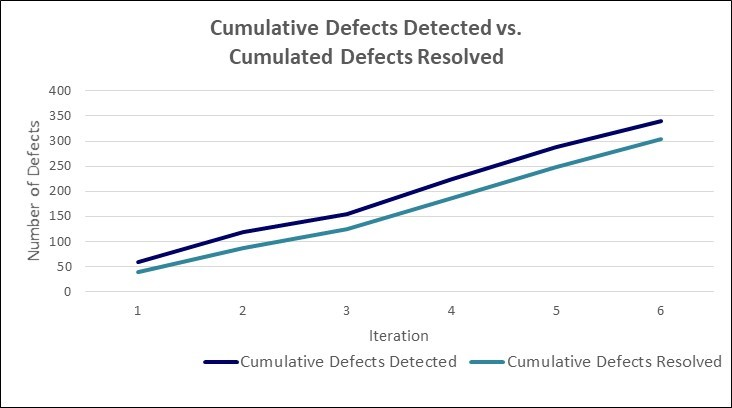 Cumulative Defects Detected vs.
Cumulated Defects Resolved
400
350
300
250
200
150
100
50
0
Number of Defects
1 2 3 4 5 6
Iteration
Cumulative Defects Detected Cumulative Defects Resolved